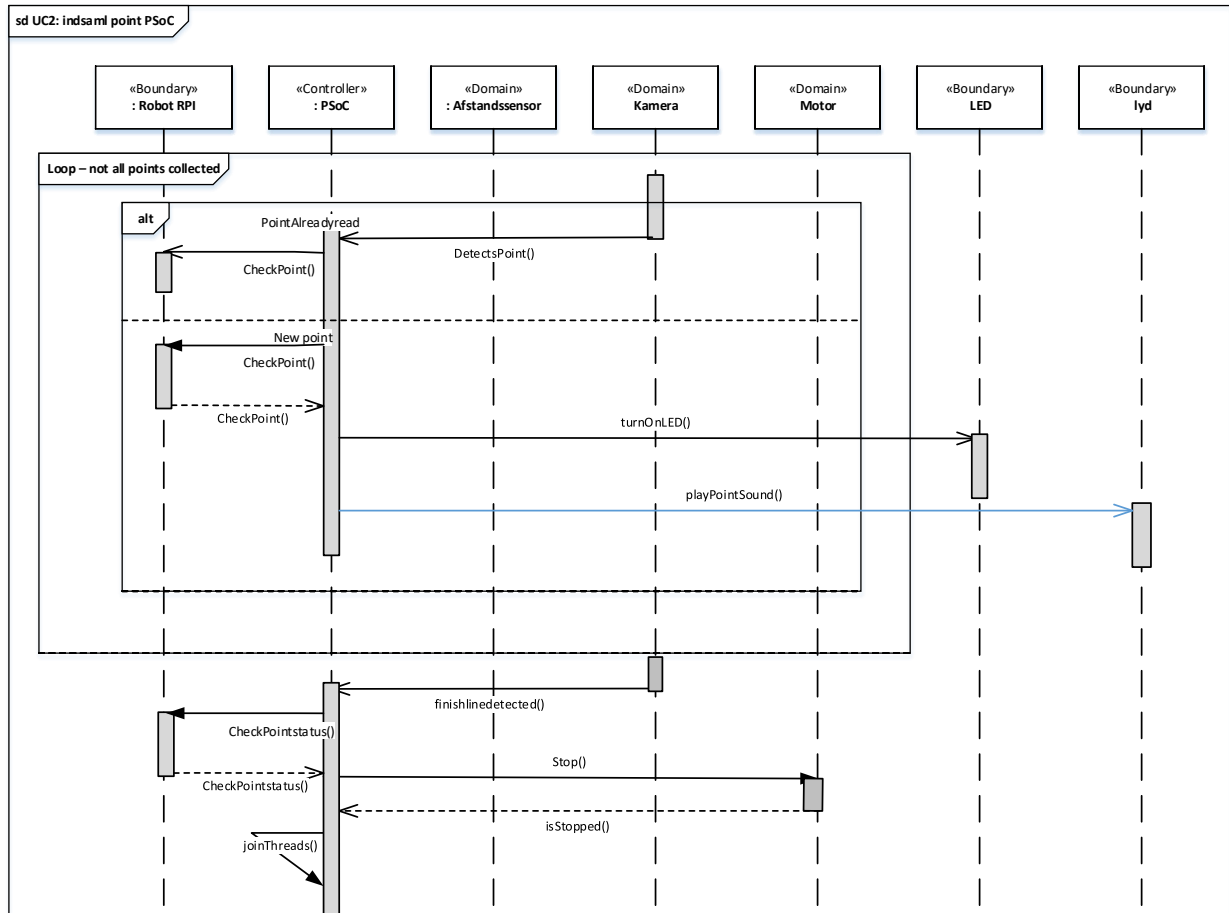 sd UC2: indsaml point PSoC
«Boundary»
: Robot RPI
«Controller»
: PSoC
«Domain»
: Afstandssensor
«Domain»
Kamera
«Domain»
Motor
«Boundary»
LED
«Boundary»
lyd
Loop – not all points collected
alt
PointAlreadyread
DetectsPoint()
CheckPoint()
New point
CheckPoint()
CheckPoint()
turnOnLED()
playPointSound()
finishlinedetected()
CheckPointstatus()
Stop()
CheckPointstatus()
isStopped()
joinThreads()